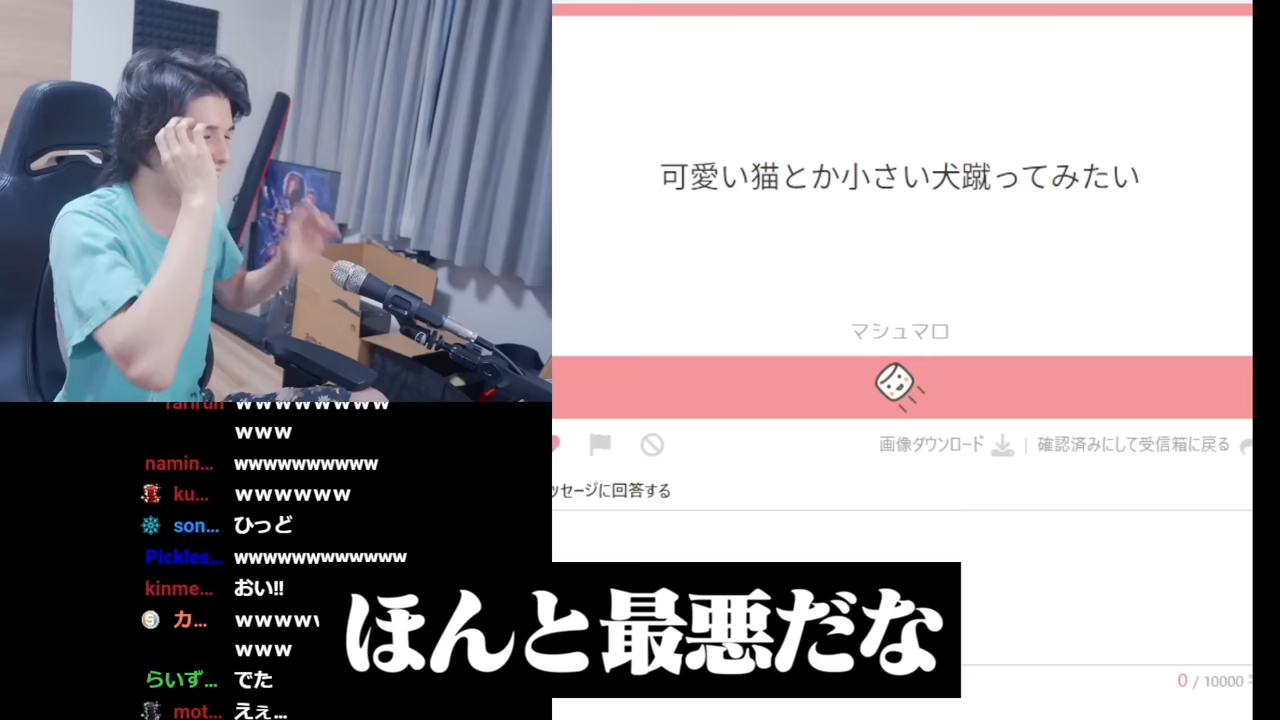 可愛い猫とか小さい犬蹴ってみたい
マシュマロ
画像ダウンロード | 確認済みにして受信箱に戻る
ッセージに回答する
0 / 10000
wwwwwwww
www
namin... wwwwwwwwww
ku... wwwwww
son... ひっど
Pickles... wwwwwwwwwwww
kinme... おい!!
カ... wwwww
www
らいず... でた
mot... えぇ...
ほんと最悪だな